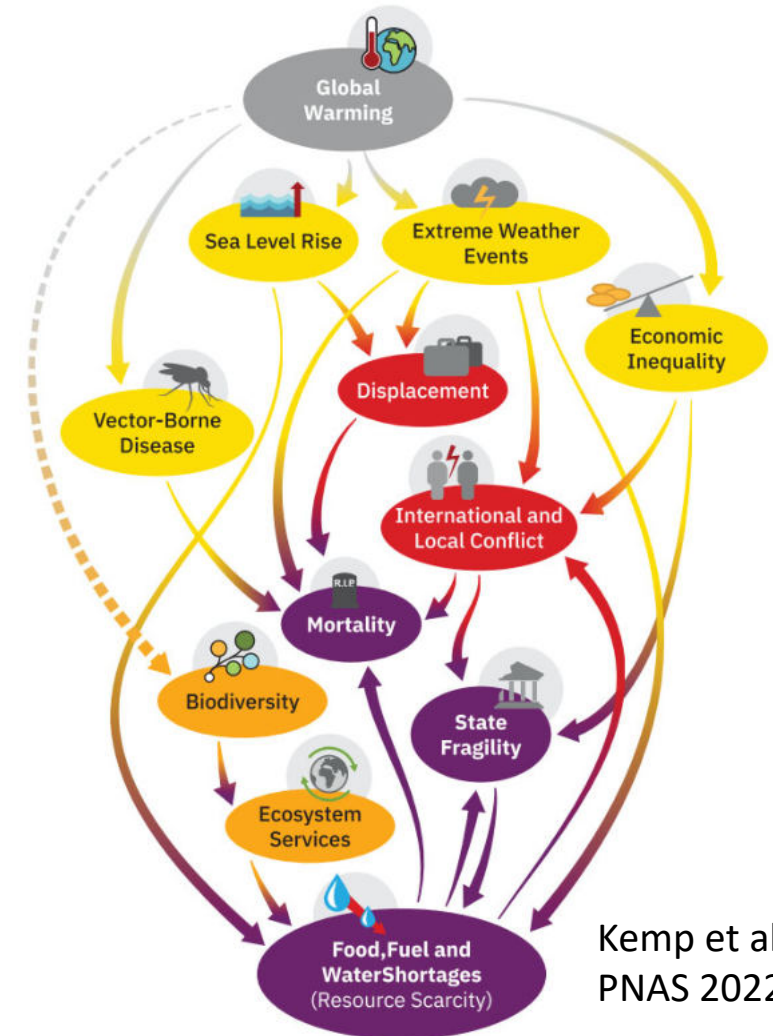 Global
Warming
Sea Level Rise
Extreme Weather
Events
Economic
Inequality
Displacement
Vector-Borne
Disease
International and
Local Conflict
R.I.P
Mortality
Biodiversity
State
Fragility
Ecosystem
Services
Food,Fuel and
WaterShortages
(Resource Scarcity)
Kemp et al
PNAS 2022